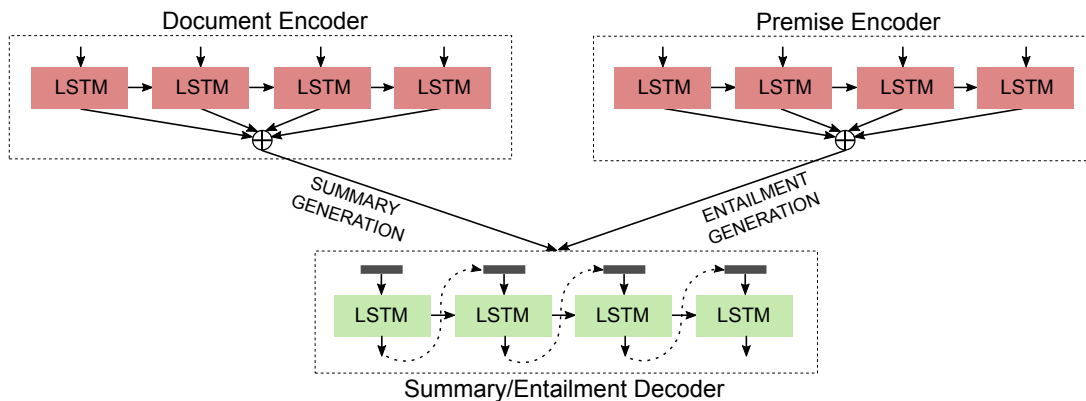 Document Encoder
Premise Encoder
LSTM LSTM LSTM LSTM
LSTM LSTM LSTM LSTM
SUMMARY
GENERATION
ENTAILMENT
GENERATION
LSTM LSTM LSTM LSTM
Summary/Entailment Decoder